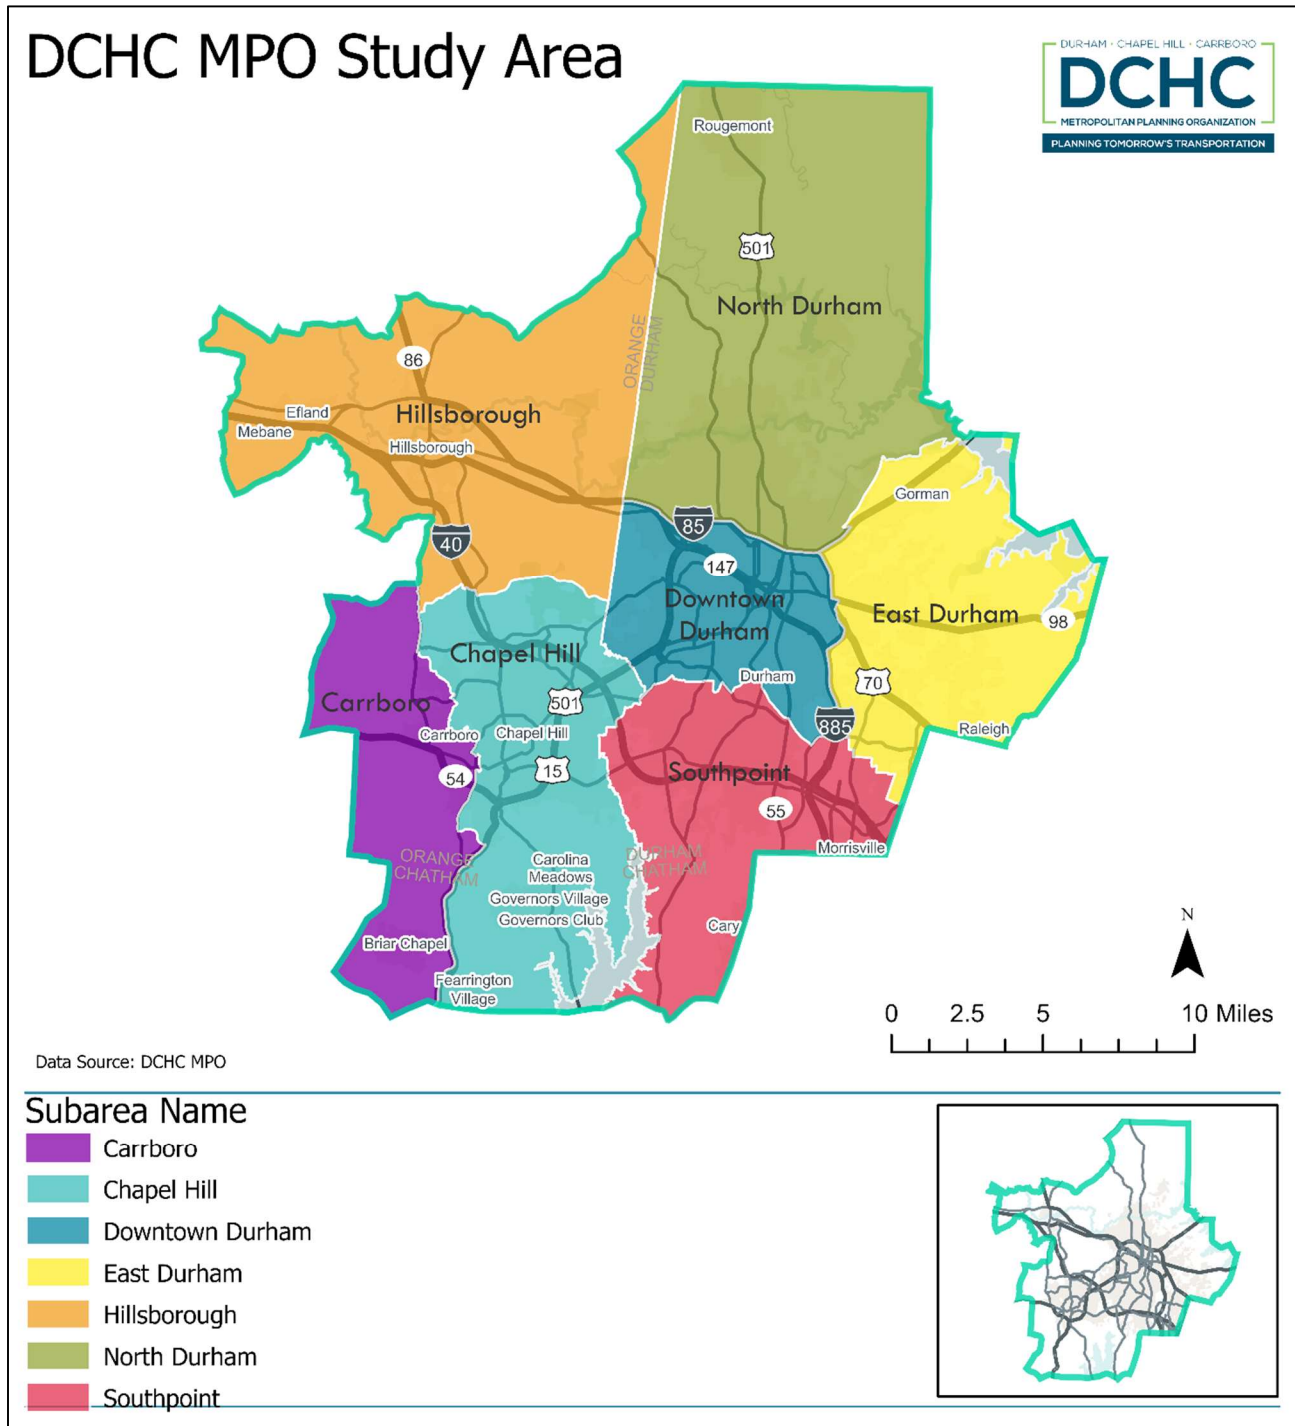 DCHC MPO Study Area
DURHAM · CHAPEL HILL · CARRBORO
DCHC
METROPOLITAN PLANNING ORGANIZATION
PLANNING TOMORROW'S TRANSPORTATION
Rougemont
501
North Durham
ORANGE
DURHAM
86
Efland
Hillsborough
Mebane
Hillsborough
Gorman
85
40
147
Downtown
Durham
East Durham
98
Chapel Hill
Durham
70
501
Carrboro
Carrboro
Chapel Hill
885
Raleigh
54
15
Southpoint
55
Morrisville
ORANGE
CHATHAM
DURHAM
CHATHAM
Carolina
Meadows
Governors Village
Governors Club
Cary
Briar Chapel
Fearrington
Village
N
0 2.5 5 10 Miles
Data Source: DCHC MPO
Subarea Name
Carrboro
Chapel Hill
Downtown Durham
East Durham
Hillsborough
North Durham
Southpoint